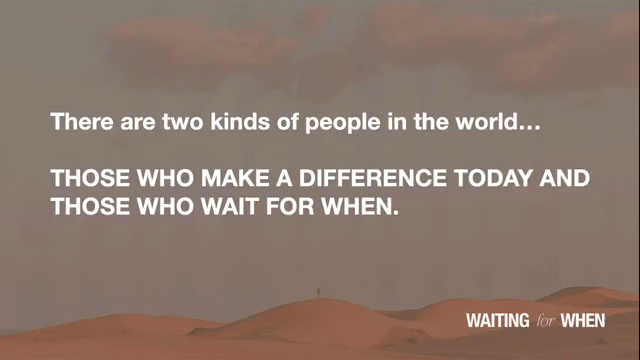 There are two kinds of people in the world…
THOSE WHO MAKE A DIFFERENCE TODAY AND
THOSE WHO WAIT FOR WHEN.
WAITING for WHEN